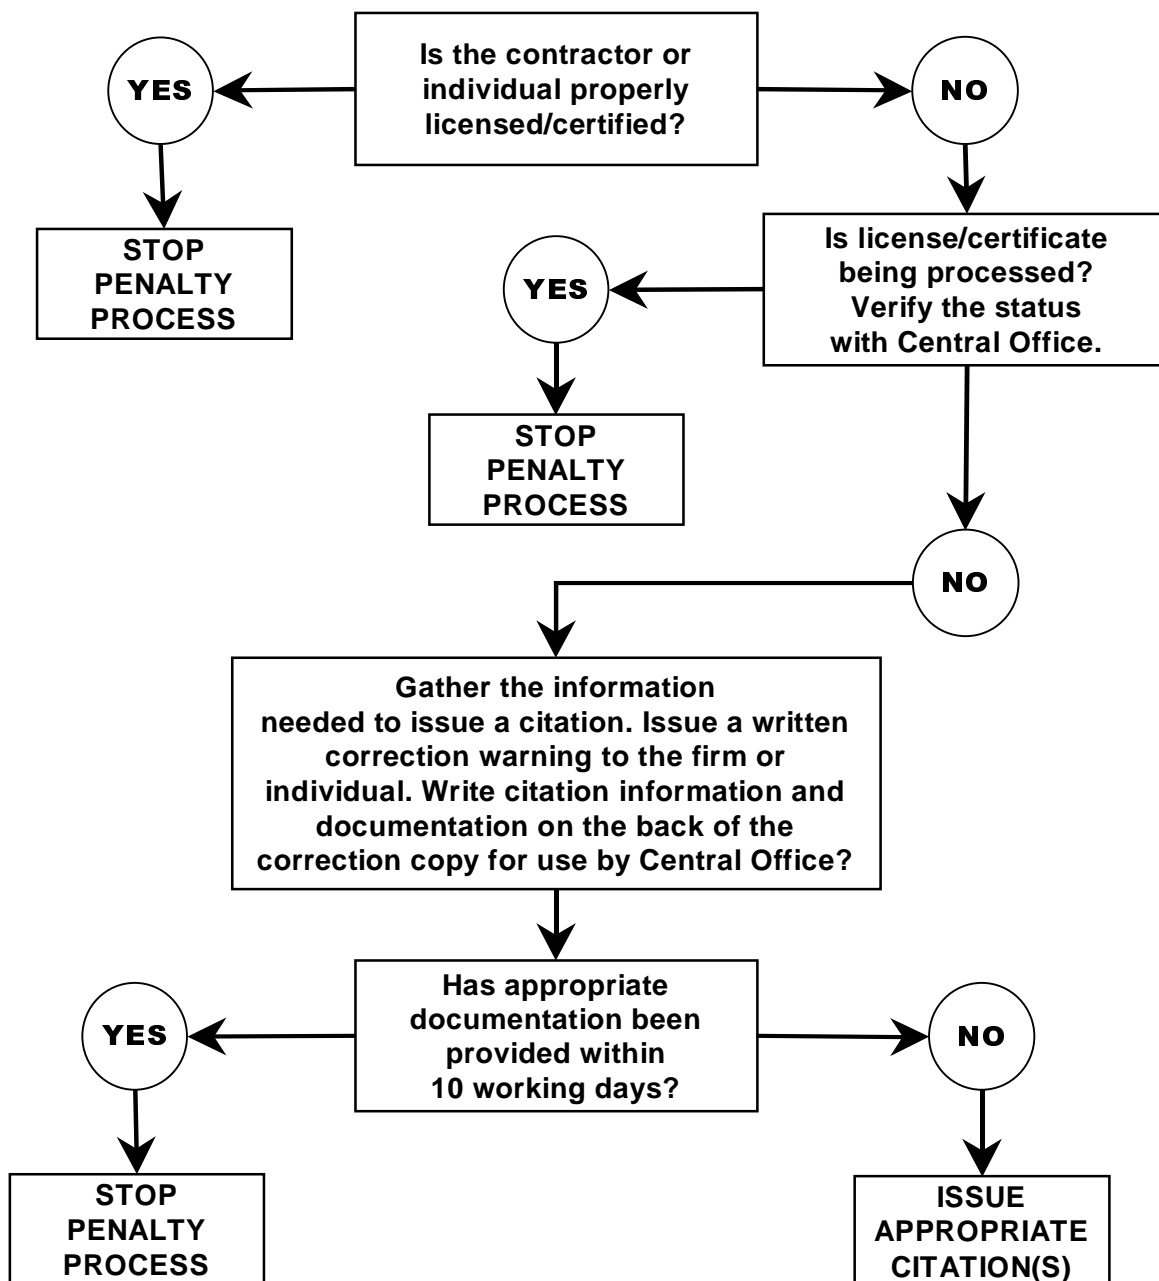 Is the contractor or
individual properly
licensed/certified?
YES
NO
STOP
PENALTY
PROCESS
Is license/certificate
being processed?
Verify the status
with Central Office.
YES
STOP
PENALTY
PROCESS
NO
Gather the information
needed to issue a citation. Issue a written
correction warning to the firm or
individual. Write citation information and
documentation on the back of the
correction copy for use by Central Office?
Has appropriate
documentation been
provided within
10 working days?
YES
NO
STOP
PENALTY
PROCESS
ISSUE
APPROPRIATE
CITATION(S)